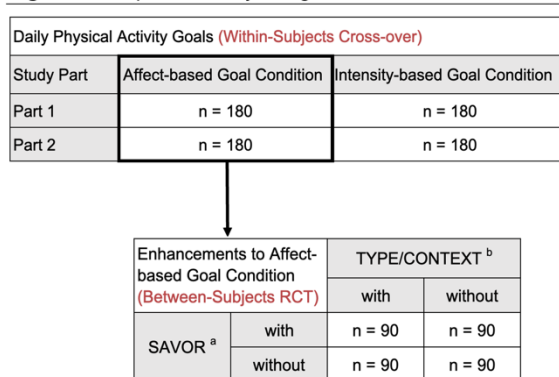 Daily Physical Activity Goals (Within-Subjects Cross-over)
Study Part Affect-based Goal Condition Intensity-based Goal Condition
Part 1 n = 180 n = 180
Part 2 n = 180 n = 180
Enhancements to Affect-
based Goal Condition
(Between-Subjects RCT)
TYPE/CONTEXT b
with without
SAVOR a
with n = 90 n = 90
without n = 90 n = 90